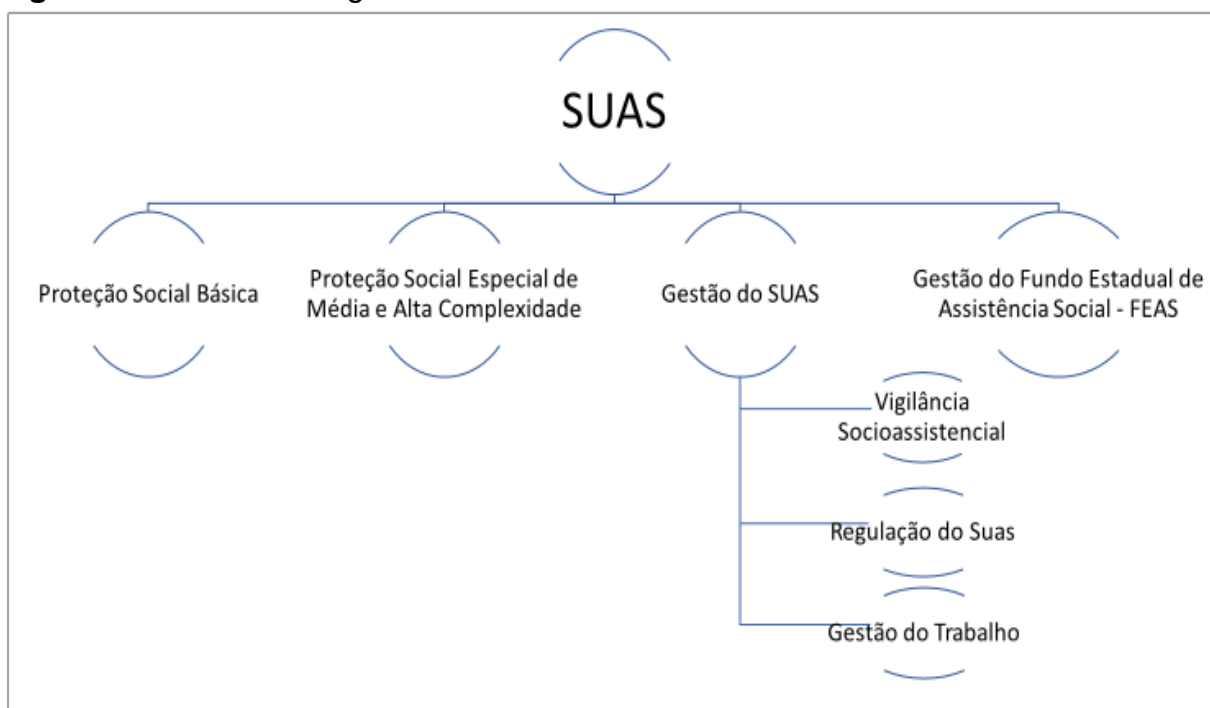 SUAS
Proteção Social Básica
Proteção Social Especial de
Média e Alta Complexidade
Gestão do SUAS
Gestão do Fundo Estadual de
Assistência Social - FEAS
Vigilância
Socioassistencial
Regulação do Suas
Gestão do Trabalho